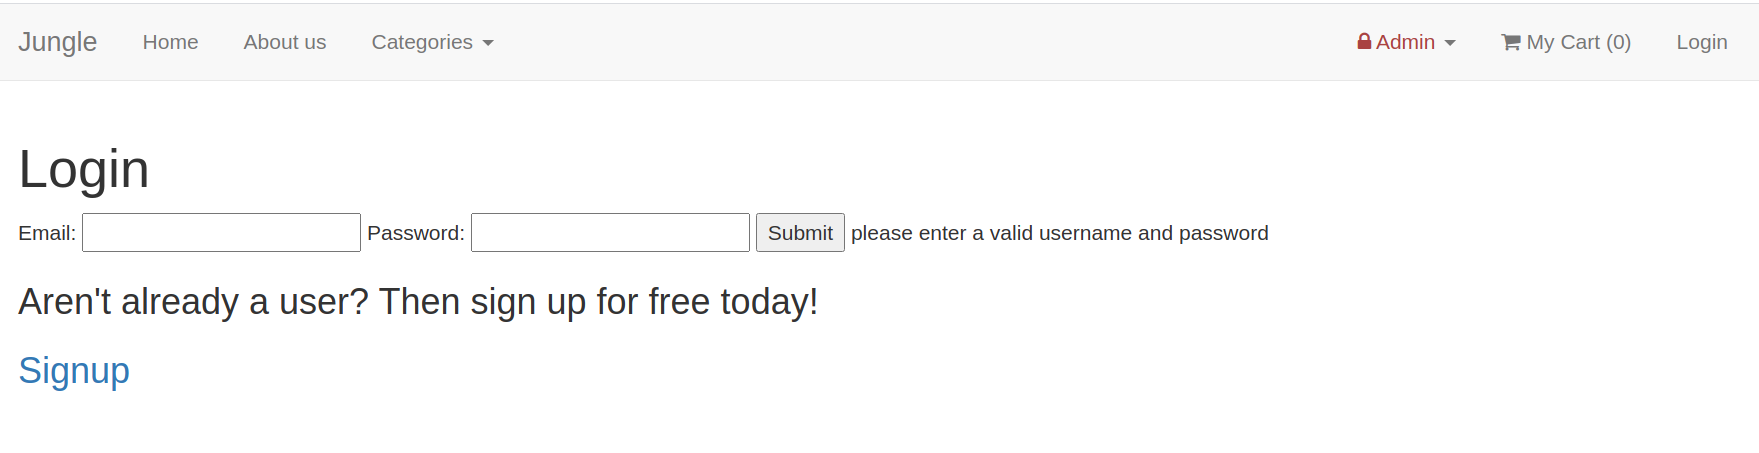 Jungle Home About us Categories Admin My Cart (0) Login
Login
Email: Password: Submit please enter a valid username and password
Aren't already a user? Then sign up for free today!
Signup